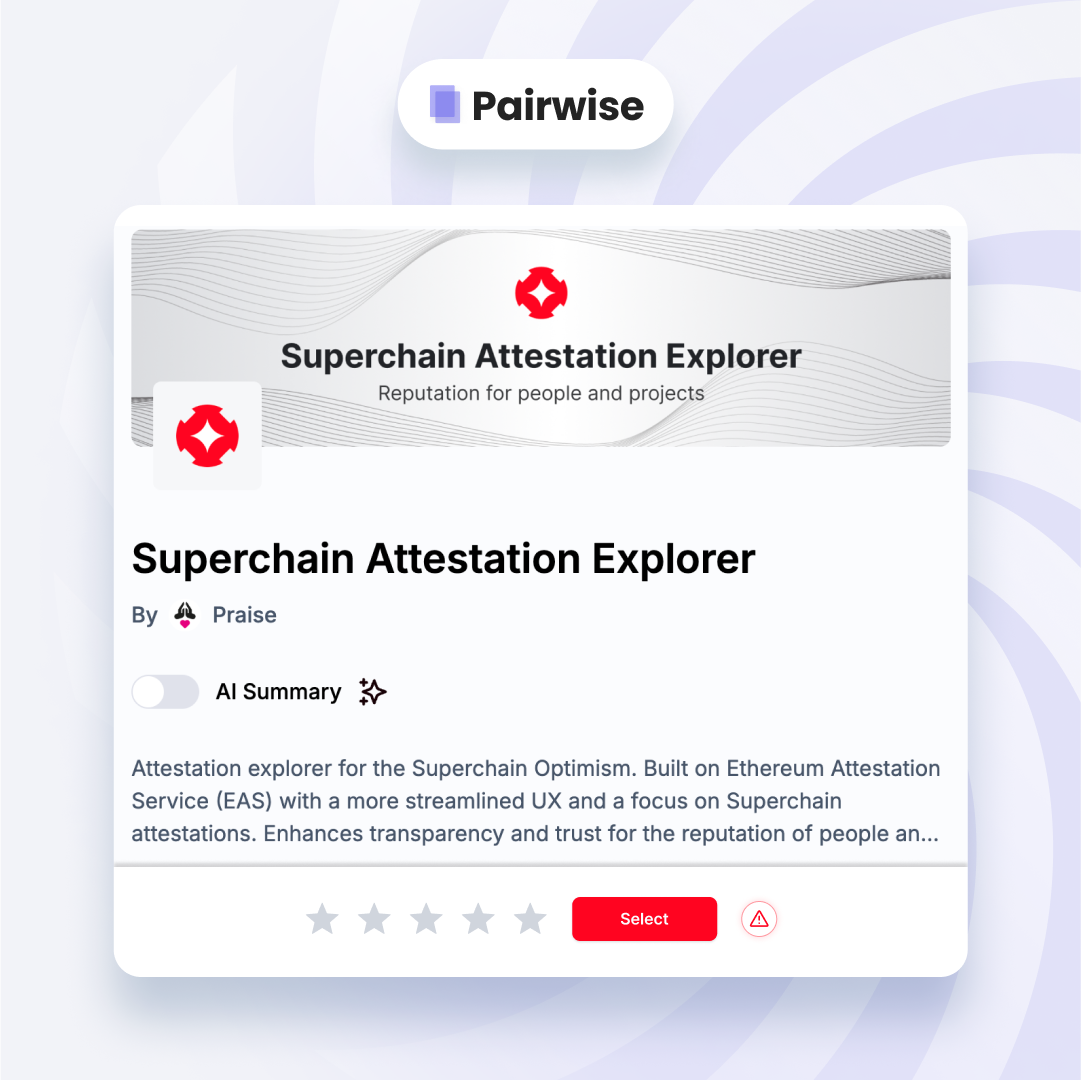 Pairwise
Superchain Attestation Explorer
Reputation for people and projects
Superchain Attestation Explorer
By Praise
AI Summary
Attestation explorer for the Superchain Optimism. Built on Ethereum Attestation
Service (EAS) with a more streamlined UX and a focus on Superchain
attestations. Enhances transparency and trust for the reputation of people an...
Select